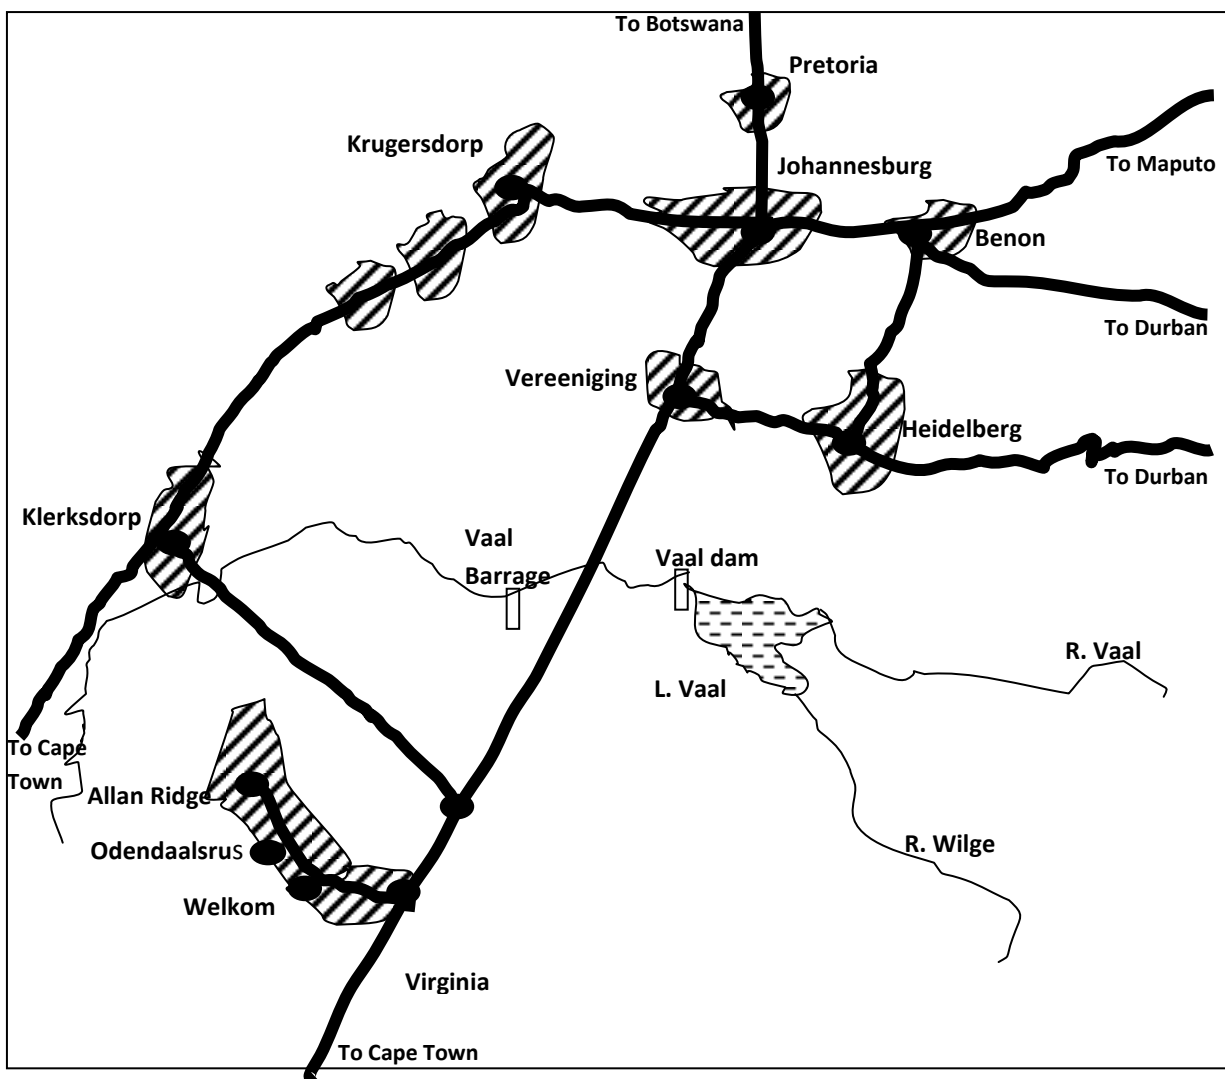 To Botswana
Pretoria
Krugersdorp
Johannesburg
To Maputo
Benon
To Durban
Vereeniging
Heidelberg
To Durban
Klerksdorp
Vaal
Barrage
Vaal dam
R. Vaal
L. Vaal
To Cape
Town
Allan Ridge
Odendaalsrus
R. Wilge
Welkom
Virginia
To Cape Town